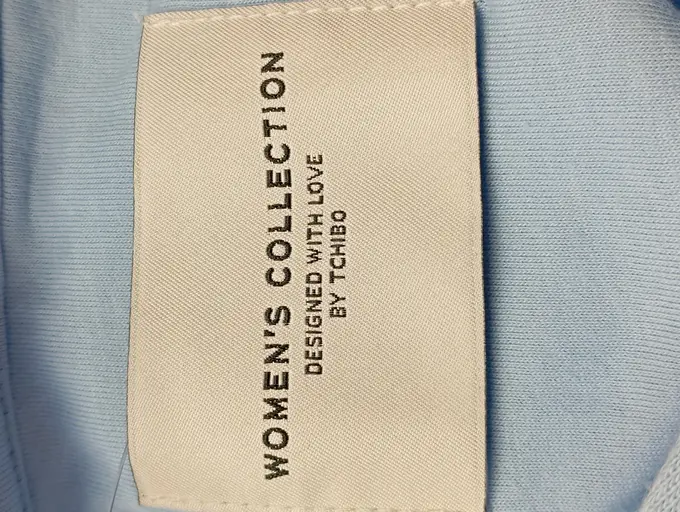 WOMEN'S COLLECTION
DESIGNED WITH LOVE
BY TCHIBO